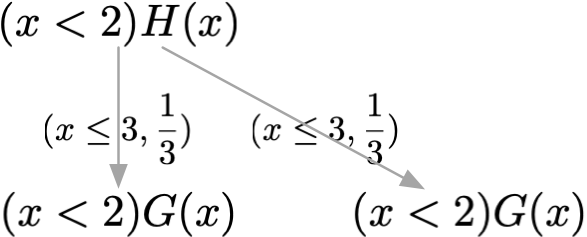 (x < 2)H(x)
(x ≤ 3, 1/3) (x ≤ 3, 1/3)
(x < 2)G(x) (x < 2)G(x)